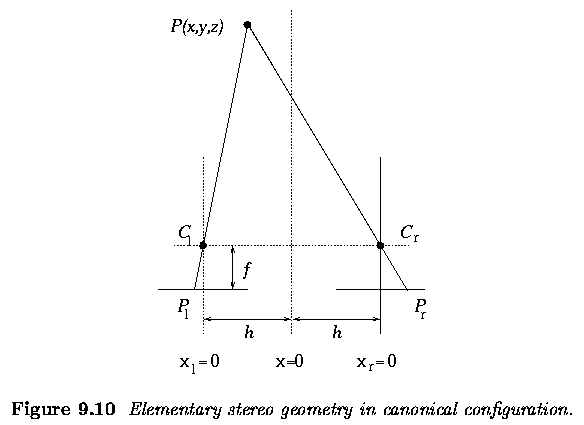 P(x,y,z)
C_l
C_r
f
P_l
P_r
h
h
x_l=0
x=0
x_r=0
Figure 9.10 Elementary stereo geometry in canonical configuration.